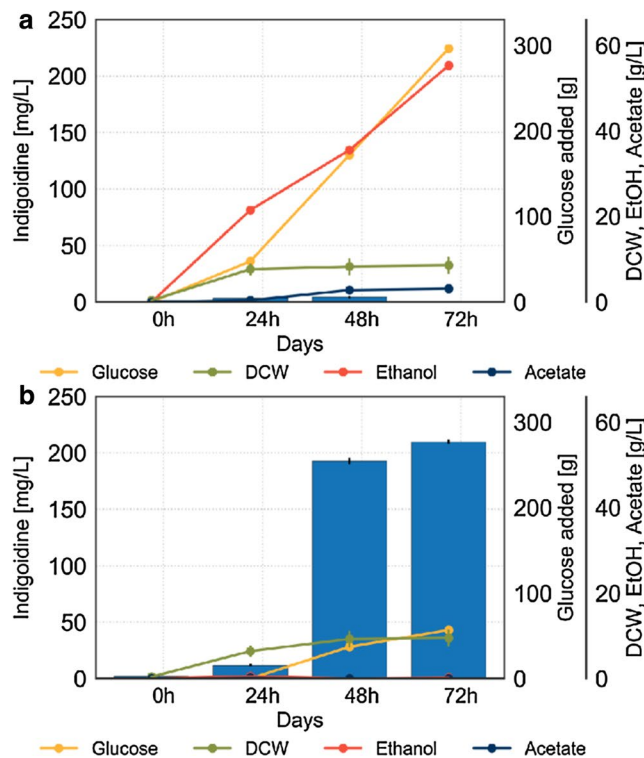 a
Indigoidine [mg/L]
250
200
150
100
50
0
Glucose added [g]
300
200
100
0
DCW, EtOH, Acetate [g/L]
60
40
20
0
0h 24h 48h 72h
Days
Glucose DCW Ethanol Acetate
b
Indigoidine [mg/L]
250
200
150
100
50
0
Glucose added [g]
300
200
100
0
DCW, EtOH, Acetate [g/L]
60
40
20
0
0h 24h 48h 72h
Days
Glucose DCW Ethanol Acetate